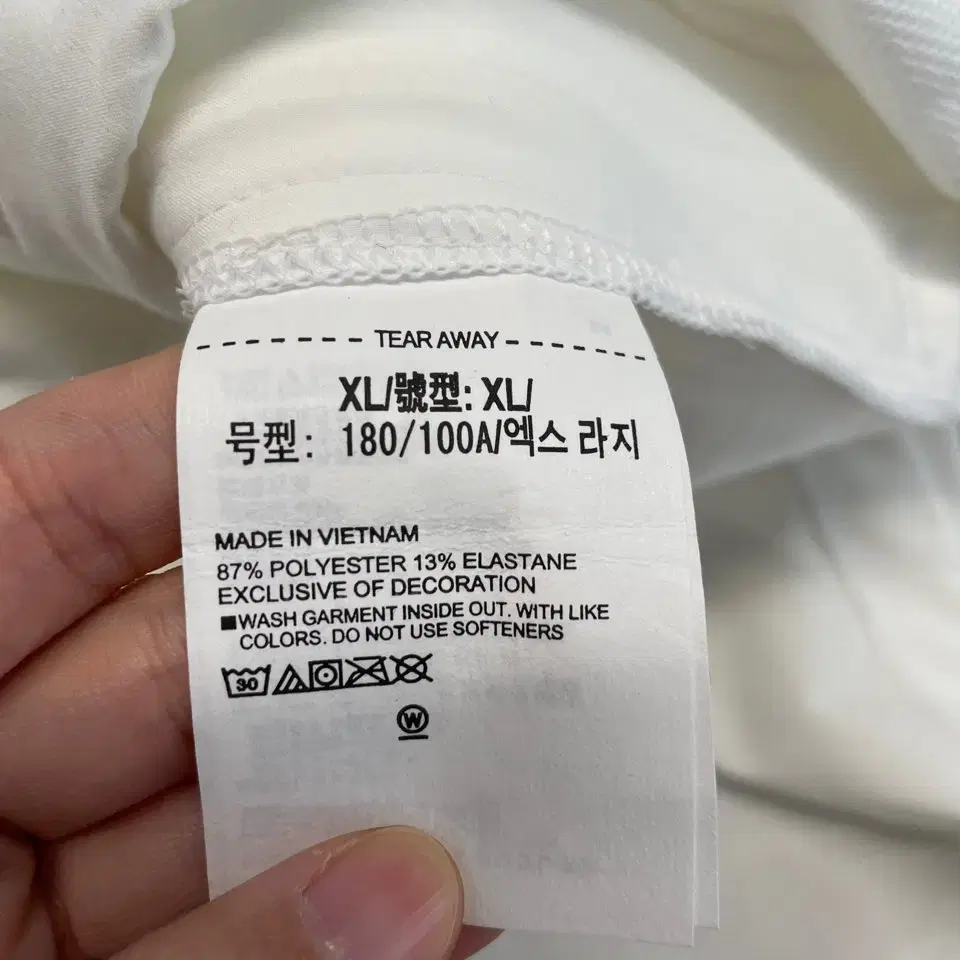 TEAR AWAY
XL/號型: XL/
号型: 180/100A/엑스 라지
MADE IN VIETNAM
87% POLYESTER 13% ELASTANE
EXCLUSIVE OF DECORATION
■WASH GARMENT INSIDE OUT. WITH LIKE
COLORS. DO NOT USE SOFTENERS
30
W